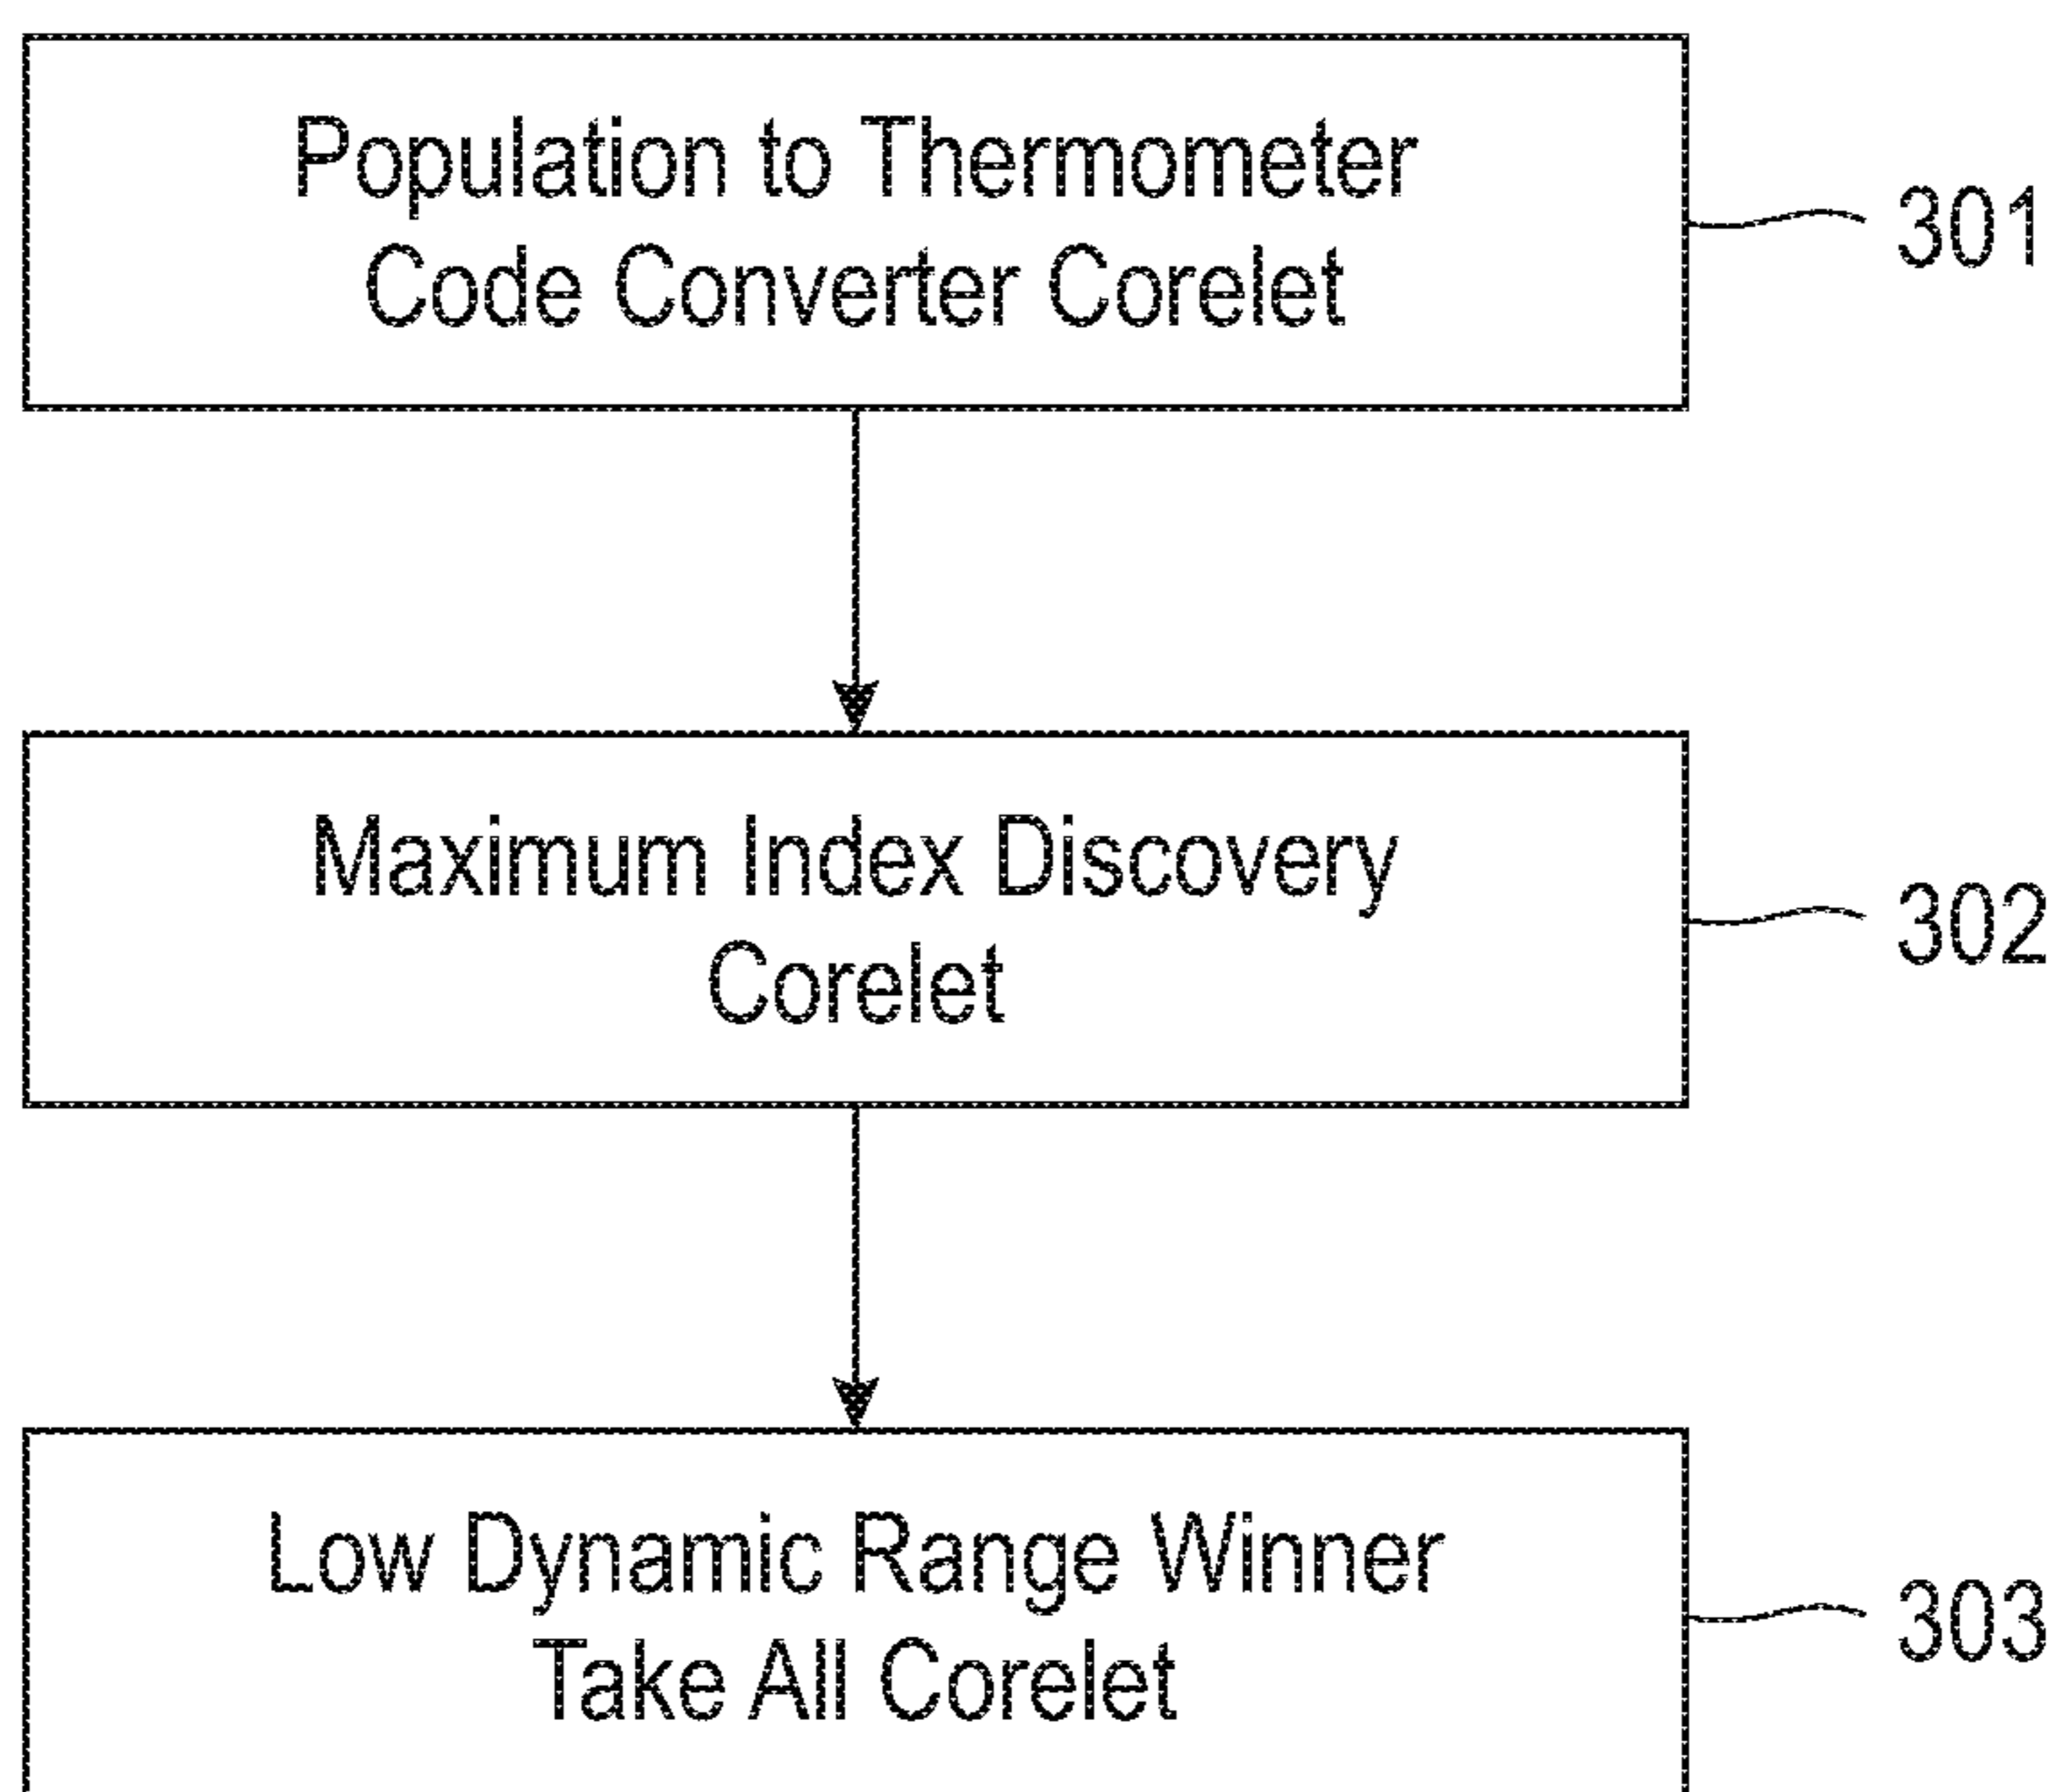 Population to Thermometer
Code Converter Corelet
301
Maximum Index Discovery
Corelet
302
Low Dynamic Range Winner
Take All Corelet
303